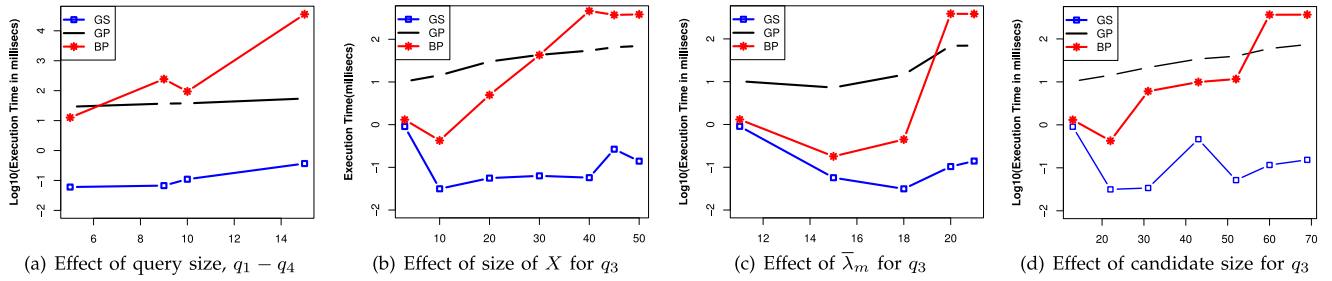 Log10(Execution Time in millisecs)
4
3
2
1
0
−1
−2
GS
GP
BP
6
8
10
12
14
(a) Effect of query size, q1 − q4
Execution Time(millisecs)
2
1
0
−1
−2
GS
GP
BP
10
20
30
40
50
(b) Effect of size of X for q3
Log10(Execution Time in millisecs)
2
1
0
−1
−2
GS
GP
BP
12
14
16
18
20
(c) Effect of λ̅m for q3
Log10(Execution Time in millisecs)
2
1
0
−1
−2
GS
GP
BP
20
30
40
50
60
70
(d) Effect of candidate size for q3